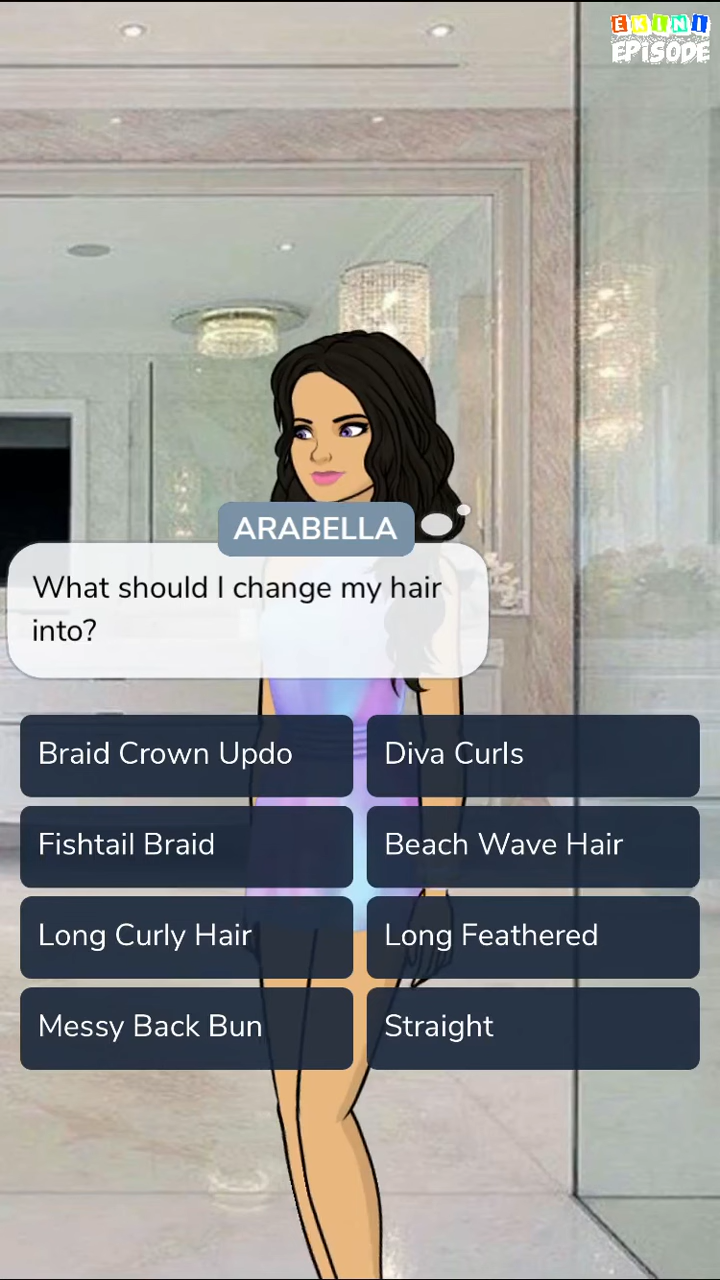 EKINI
EPISODE
ARABELLA
What should I change my hair
into?
Braid Crown Updo
Diva Curls
Fishtail Braid
Beach Wave Hair
Long Curly Hair
Long Feathered
Messy Back Bun
Straight